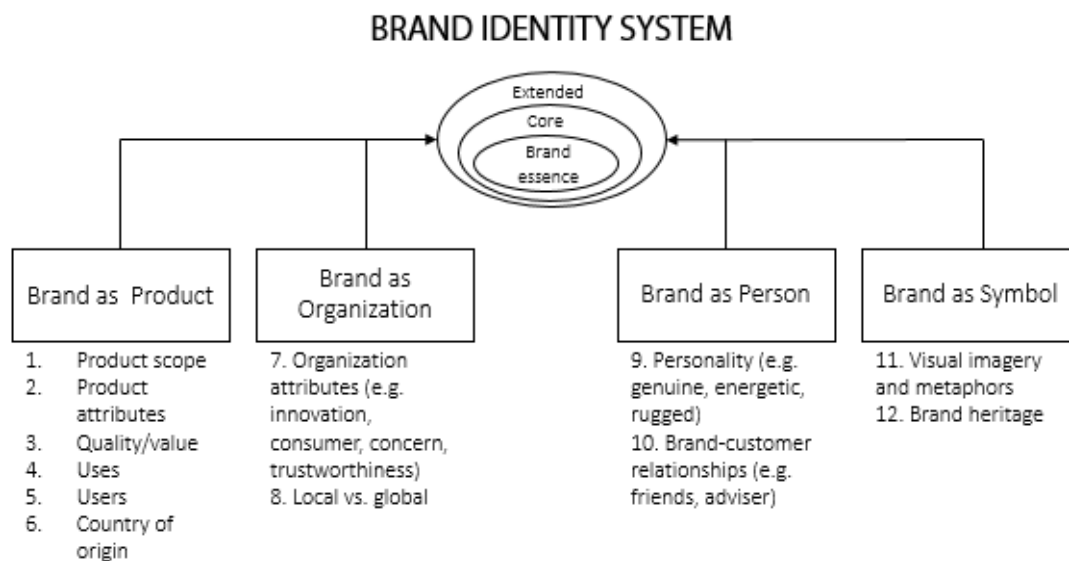 BRAND IDENTITY SYSTEM
Extended
Core
Brand
essence
Brand as Product
Brand as
Organization
Brand as Person
Brand as Symbol
1. Product scope
2. Product
attributes
3. Quality/value
4. Uses
5. Users
6. Country of
origin
7. Organization
attributes (e.g.
innovation,
consumer, concern,
trustworthiness)
8. Local vs. global
9. Personality (e.g.
genuine, energetic,
rugged)
10. Brand-customer
relationships (e.g.
friends, adviser)
11. Visual imagery
and metaphors
12. Brand heritage